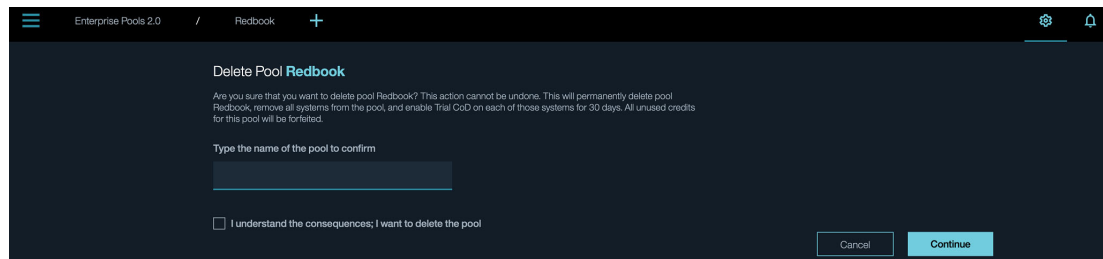 Enterprise Pools 2.0 / Redbook +
Delete Pool Redbook
Are you sure that you want to delete pool Redbook? This action cannot be undone. This will permanently delete pool
Redbook, remove all systems from the pool, and enable Trial CoD on each of those systems for 30 days. All unused credits
for this pool will be forfeited.
Type the name of the pool to confirm
I understand the consequences; I want to delete the pool
Cancel
Continue